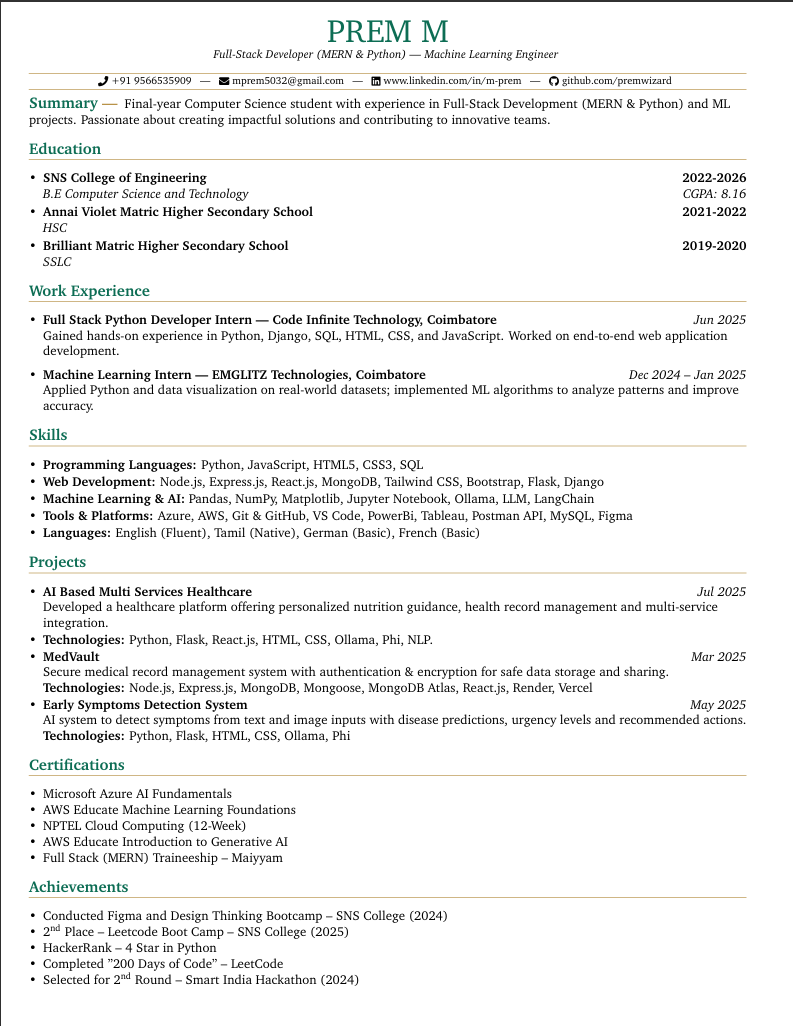 PREM M
Full-Stack Developer (MERN & Python) — Machine Learning Engineer
+91 9566535909 — mprem5032@gmail.com — www.linkedin.com/in/m-prem — github.com/premwizard
Summary — Final-year Computer Science student with experience in Full-Stack Development (MERN & Python) and ML
projects. Passionate about creating impactful solutions and contributing to innovative teams.
Education
• SNS College of Engineering 2022-2026
B.E Computer Science and Technology CGPA: 8.16
• Annai Violet Matric Higher Secondary School 2021-2022
HSC
• Brilliant Matric Higher Secondary School 2019-2020
SSLC
Work Experience
• Full Stack Python Developer Intern — Code Infinite Technology, Coimbatore Jun 2025
Gained hands-on experience in Python, Django, SQL, HTML, CSS, and JavaScript. Worked on end-to-end web application
development.
• Machine Learning Intern — EMGLITZ Technologies, Coimbatore Dec 2024 – Jan 2025
Applied Python and data visualization on real-world datasets; implemented ML algorithms to analyze patterns and improve
accuracy.
Skills
• Programming Languages: Python, JavaScript, HTML5, CSS3, SQL
• Web Development: Node.js, Express.js, React.js, MongoDB, Tailwind CSS, Bootstrap, Flask, Django
• Machine Learning & AI: Pandas, NumPy, Matplotlib, Jupyter Notebook, Ollama, LLM, LangChain
• Tools & Platforms: Azure, AWS, Git & GitHub, VS Code, PowerBi, Tableau, Postman API, MySQL, Figma
• Languages: English (Fluent), Tamil (Native), German (Basic), French (Basic)
Projects
• AI Based Multi Services Healthcare Jul 2025
Developed a healthcare platform offering personalized nutrition guidance, health record management and multi-service
integration.
• Technologies: Python, Flask, React.js, HTML, CSS, Ollama, Phi, NLP.
• MedVault Mar 2025
Secure medical record management system with authentication & encryption for safe data storage and sharing.
Technologies: Node.js, Express.js, MongoDB, Mongoose, MongoDB Atlas, React.js, Render, Vercel
• Early Symptoms Detection System May 2025
AI system to detect symptoms from text and image inputs with disease predictions, urgency levels and recommended actions.
Technologies: Python, Flask, HTML, CSS, Ollama, Phi
Certifications
• Microsoft Azure AI Fundamentals
• AWS Educate Machine Learning Foundations
• NPTEL Cloud Computing (12-Week)
• AWS Educate Introduction to Generative AI
• Full Stack (MERN) Traineeship – Maiyyam
Achievements
• Conducted Figma and Design Thinking Bootcamp – SNS College (2024)
• 2nd Place – Leetcode Boot Camp – SNS College (2025)
• HackerRank – 4 Star in Python
• Completed ”200 Days of Code” – LeetCode
• Selected for 2nd Round – Smart India Hackathon (2024)